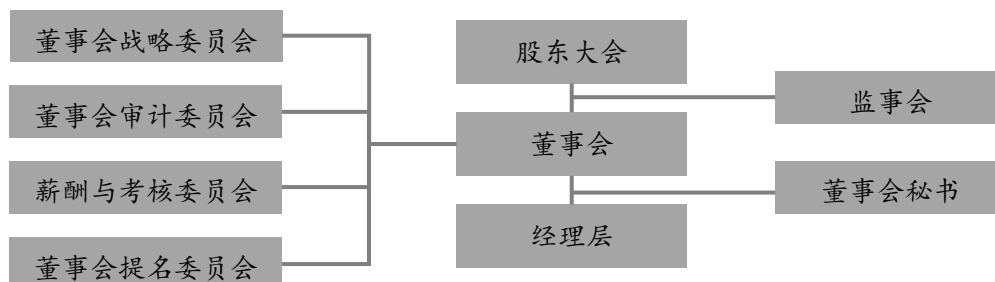 董事会战略委员会
董事会审计委员会
薪酬与考核委员会
董事会提名委员会
股东大会
董事会
经理层
监事会
董事会秘书